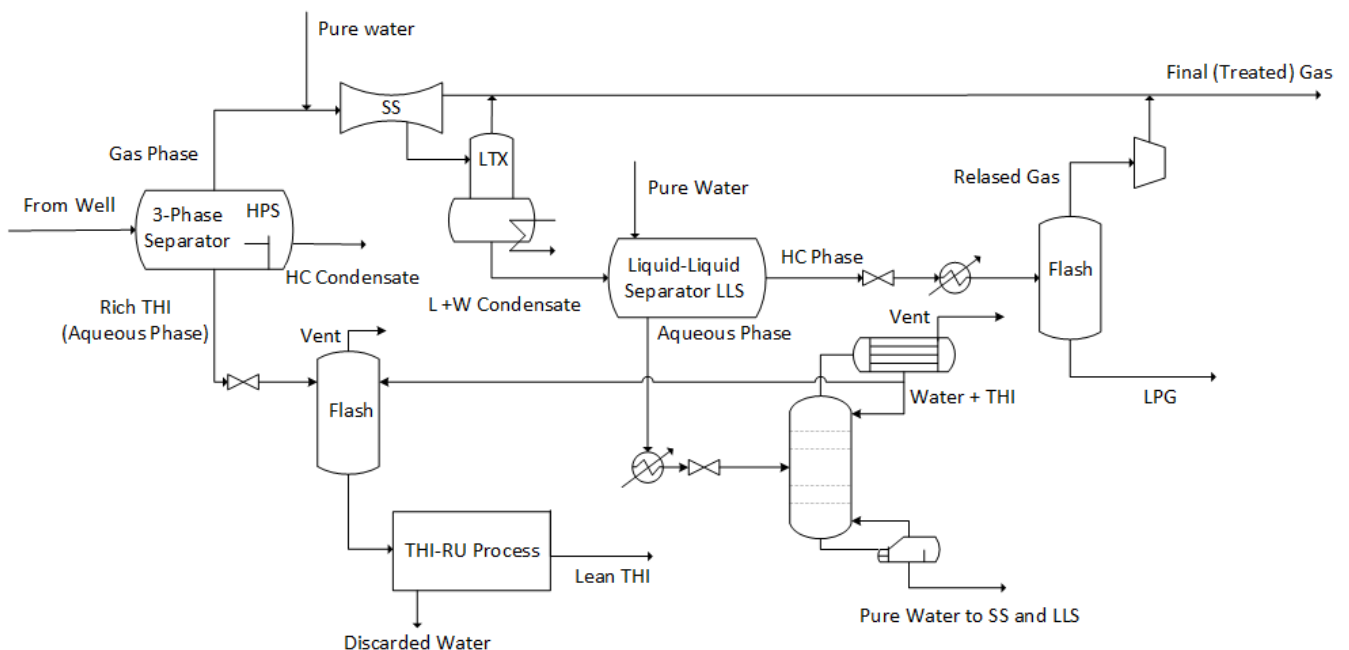 Pure water
Final (Treated) Gas
SS
Gas Phase
LTX
Pure Water
Relased Gas
From Well
3-Phase
Separator
HPS
HC Condensate
Liquid-Liquid
Separator LLS
HC Phase
Flash
Rich THI
(Aqueous Phase)
L +W Condensate
Aqueous Phase
Vent
Vent
Flash
Water + THI
LPG
THI-RU Process
Lean THI
Pure Water to SS and LLS
Discarded Water